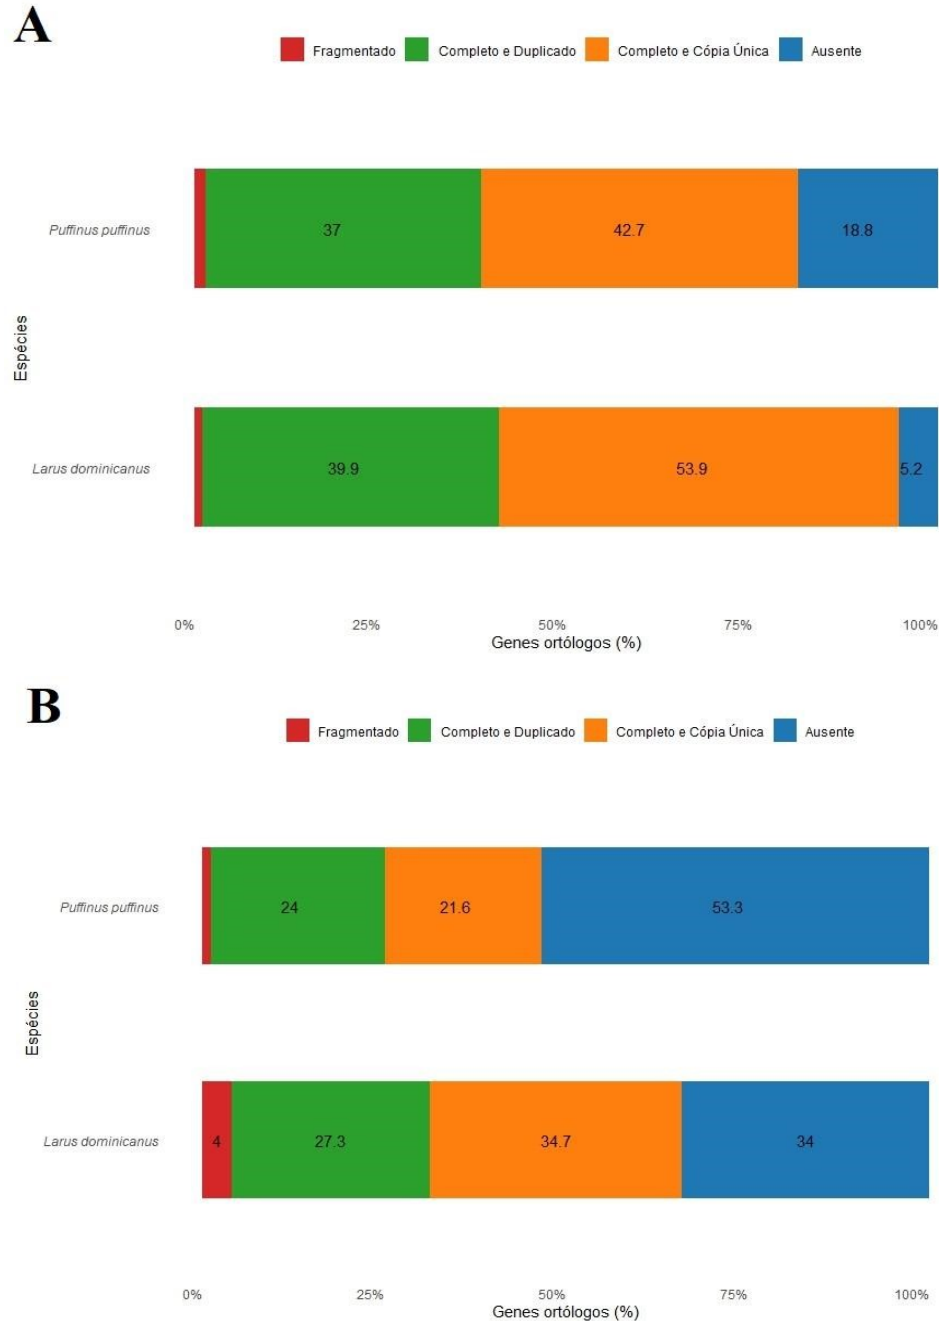 A
Fragmentado Completo e Duplicado Completo e Cópia Única Ausente
Puffinus puffinus 37 42.7 18.8
Espécies
Larus dominicanus 39.9 53.9 5.2
0% 25% 50% 75% 100%
Genes ortólogos (%)
B
Fragmentado Completo e Duplicado Completo e Cópia Única Ausente
Puffinus puffinus 24 21.6 53.3
Espécies
Larus dominicanus 4 27.3 34.7 34
0% 25% 50% 75% 100%
Genes ortólogos (%)